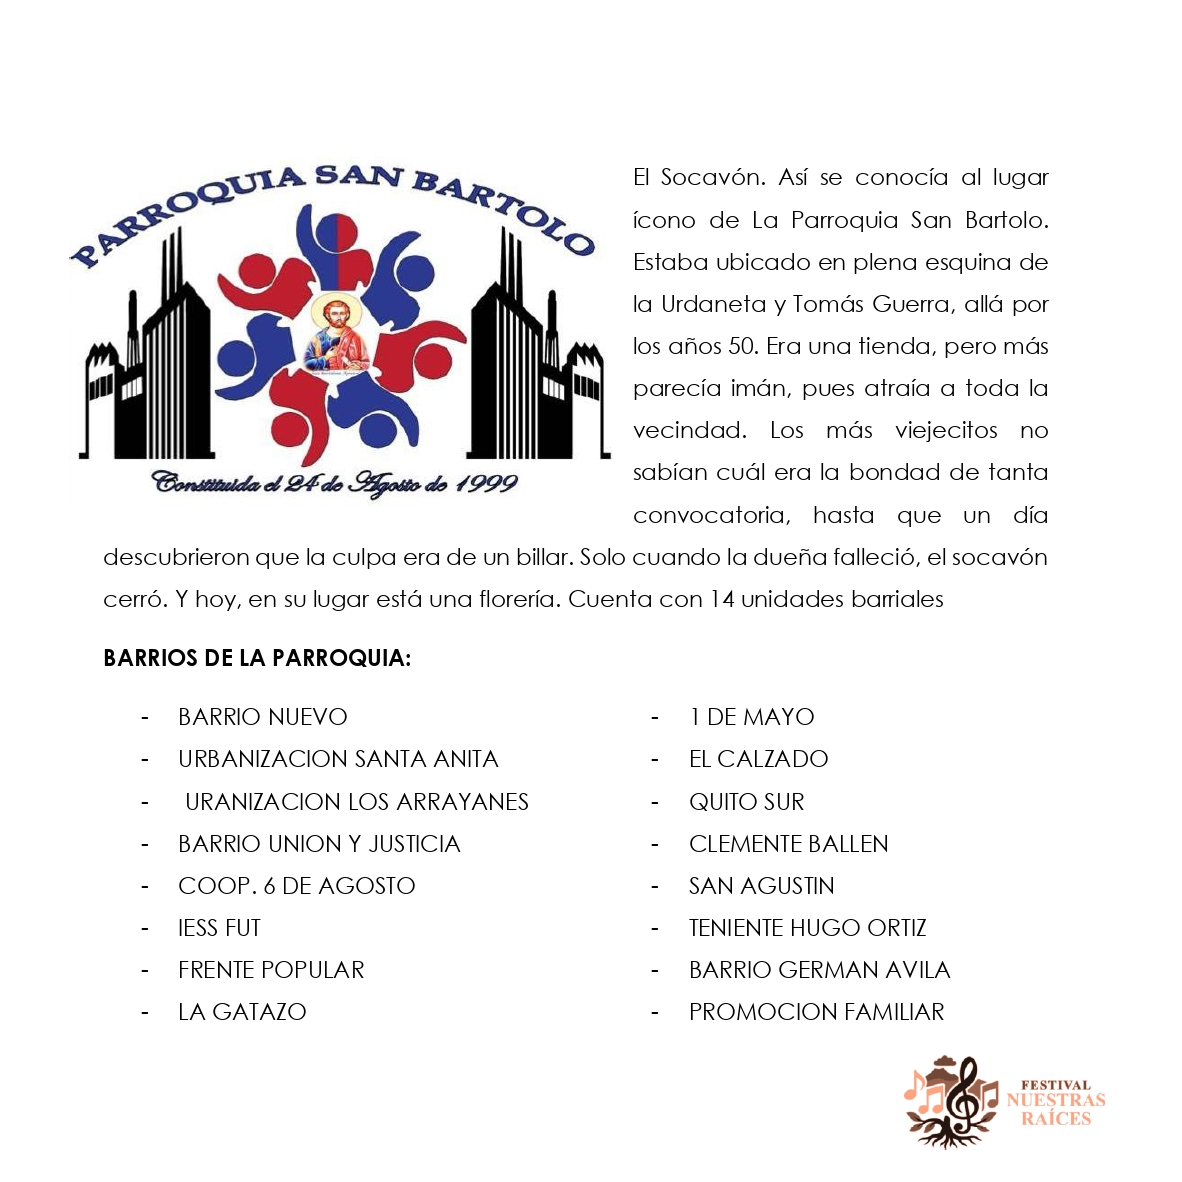 PARROQUIA SAN BARTOLO
Constituida el 24 de Agosto de 1999
El Socavón. Así se conocía al lugar
ícono de La Parroquia San Bartolo.
Estaba ubicado en plena esquina de
la Urdaneta y Tomás Guerra, allá por
los años 50. Era una tienda, pero más
parecía imán, pues atraía a toda la
vecindad. Los más viejecitos no
sabían cuál era la bondad de tanta
convocatoria, hasta que un día
descubrieron que la culpa era de un billar. Solo cuando la dueña falleció, el socavón
cerró. Y hoy, en su lugar está una florería. Cuenta con 14 unidades barriales
BARRIOS DE LA PARROQUIA:
- BARRIO NUEVO
- URBANIZACION SANTA ANITA
- URANIZACION LOS ARRAYANES
- BARRIO UNION Y JUSTICIA
- COOP. 6 DE AGOSTO
- IESS FUT
- FRENTE POPULAR
- LA GATAZO
- 1 DE MAYO
- EL CALZADO
- QUITO SUR
- CLEMENTE BALLEN
- SAN AGUSTIN
- TENIENTE HUGO ORTIZ
- BARRIO GERMAN AVILA
- PROMOCION FAMILIAR
FESTIVAL
NUESTRAS
RAÍCES